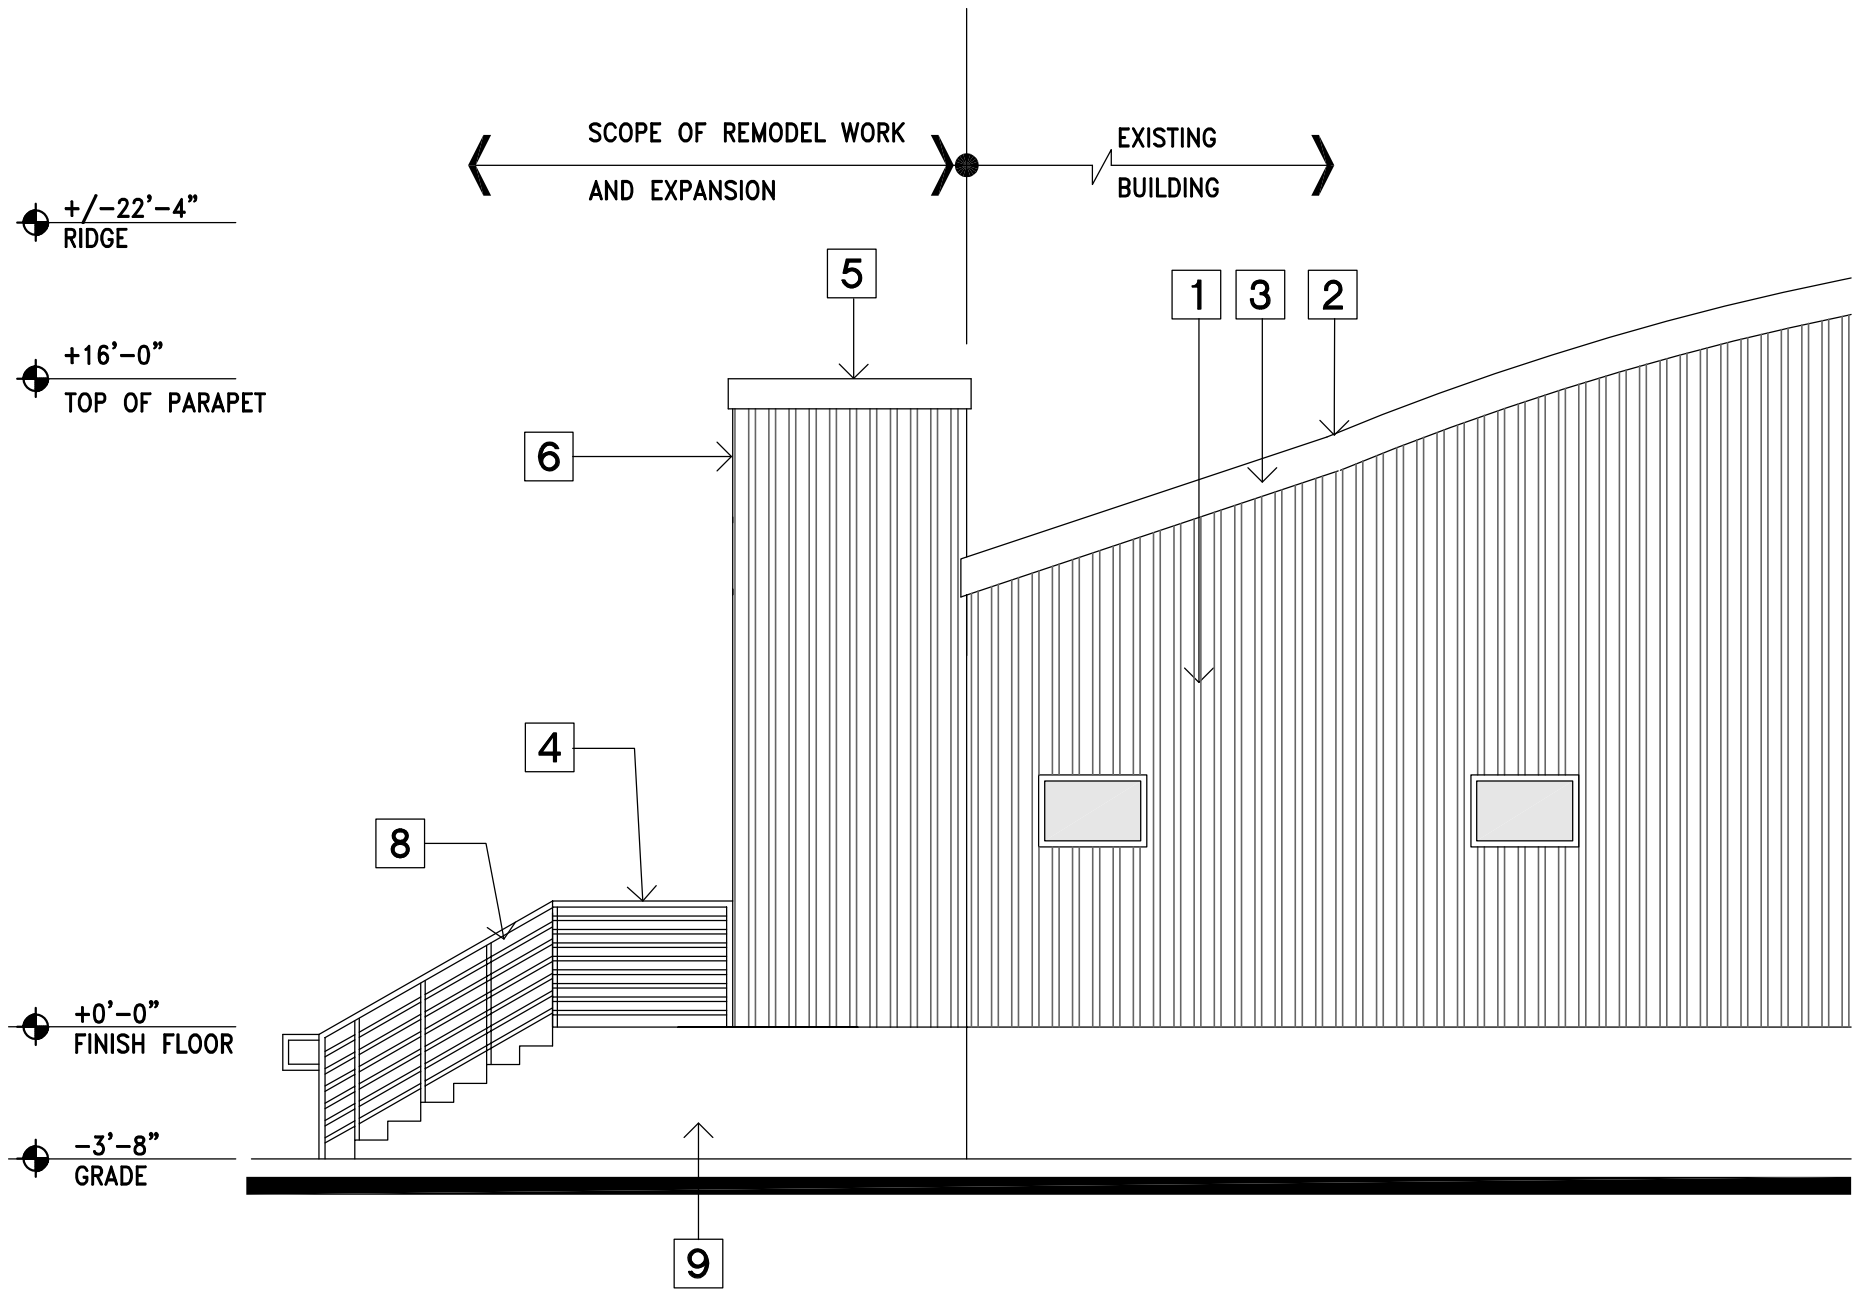 SCOPE OF REMODEL WORK
AND EXPANSION
EXISTING
BUILDING
+/-22'-4"
RIDGE
5
1
3
2
+16'-0"
TOP OF PARAPET
6
4
8
+0'-0"
FINISH FLOOR
-3'-8"
GRADE
9